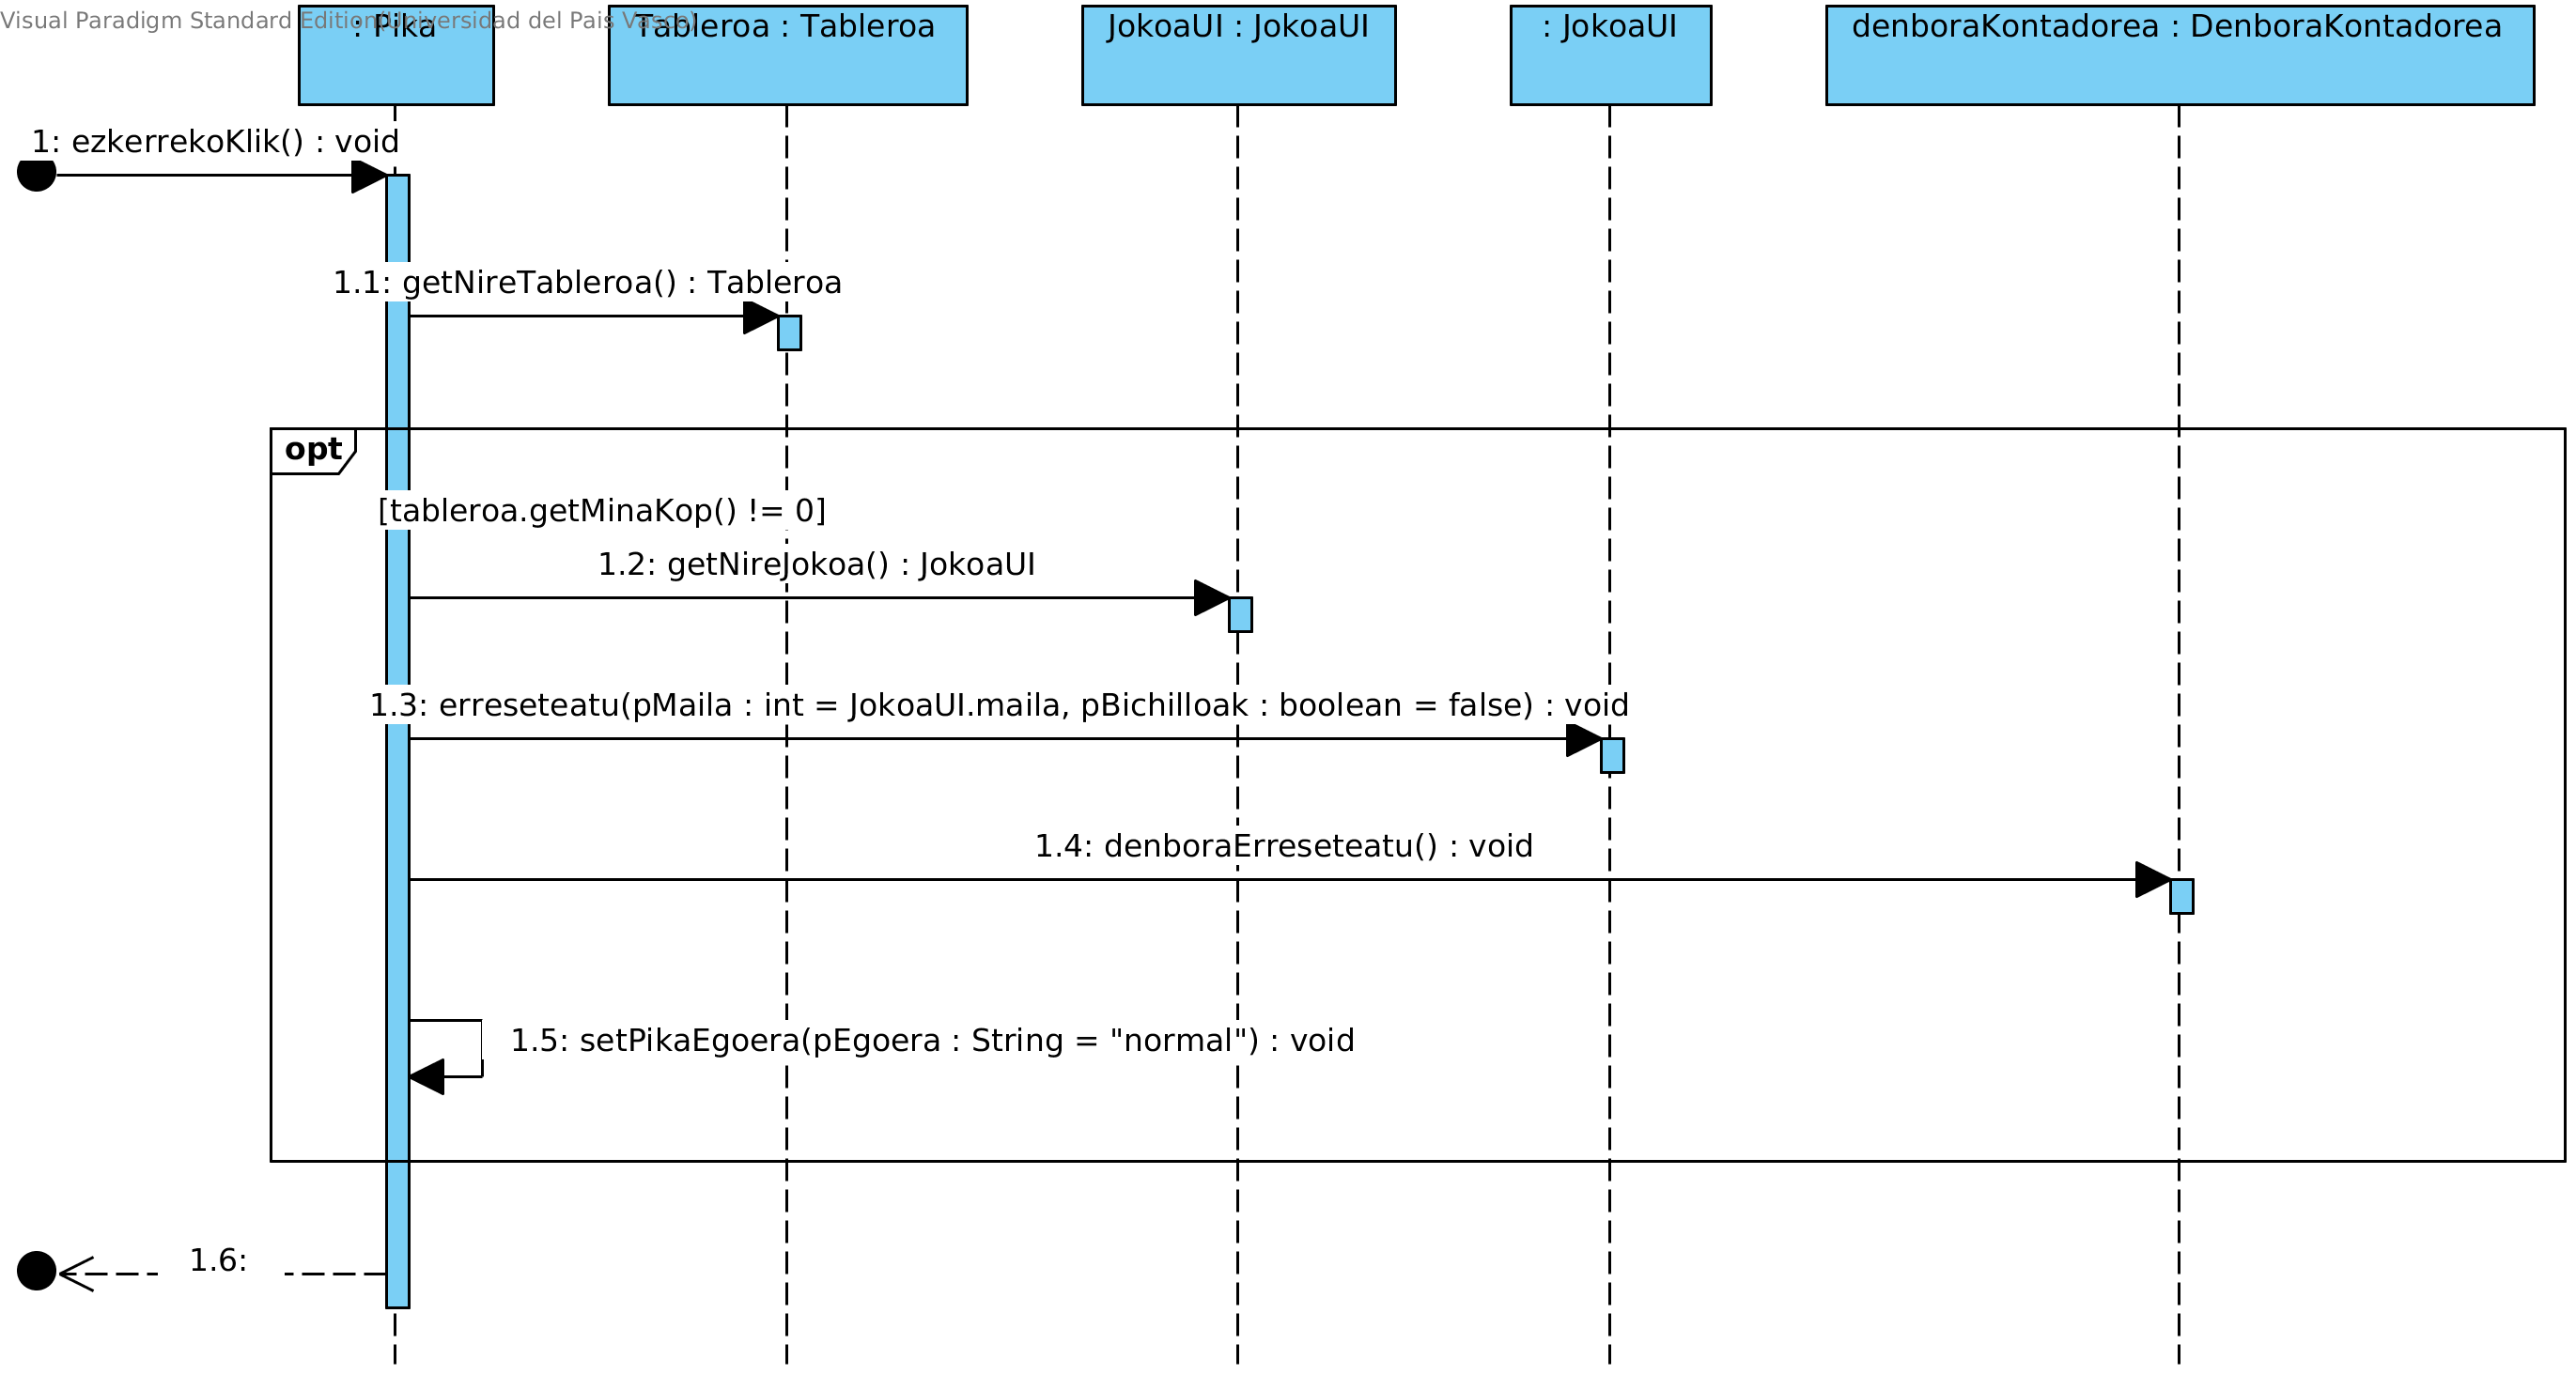 Visual Paradigm Standard Edition(Universidad del Pais Vasco)
: Pika
Tableroa : Tableroa
JokoaUI : JokoaUI
: JokoaUI
denboraKontadorea : DenboraKontadorea
1: ezkerrekoKlik() : void
1.1: getNireTableroa() : Tableroa
opt
[tableroa.getMinaKop() != 0]
1.2: getNireJokoa() : JokoaUI
1.3: erreseteatu(pMaila : int = JokoaUI.maila, pBichilloak : boolean = false) : void
1.4: denboraErreseteatu() : void
1.5: setPikaEgoera(pEgoera : String = "normal") : void
1.6: